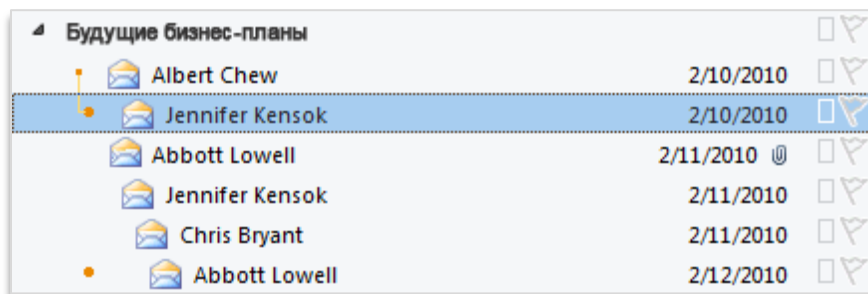 Будущие бизнес-планы
Albert Chew 2/10/2010
Jennifer Kensok 2/10/2010
Abbott Lowell 2/11/2010
Jennifer Kensok 2/11/2010
Chris Bryant 2/11/2010
Abbott Lowell 2/12/2010